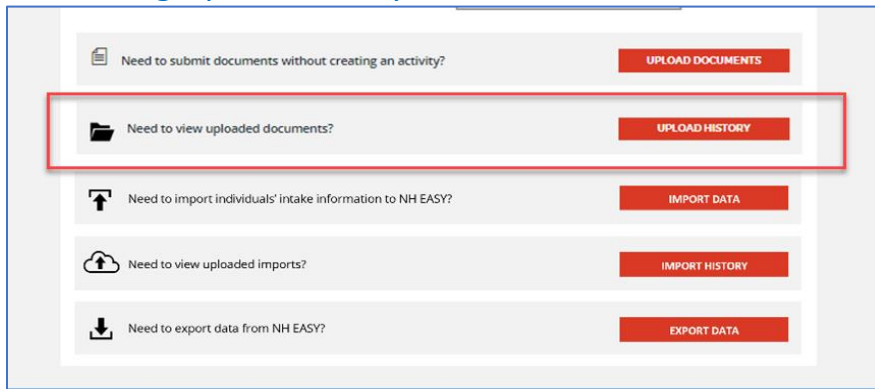 Need to submit documents without creating an activity?
UPLOAD DOCUMENTS
Need to view uploaded documents?
UPLOAD HISTORY
Need to import individuals' intake information to NH EASY?
IMPORT DATA
Need to view uploaded imports?
IMPORT HISTORY
Need to export data from NH EASY?
EXPORT DATA